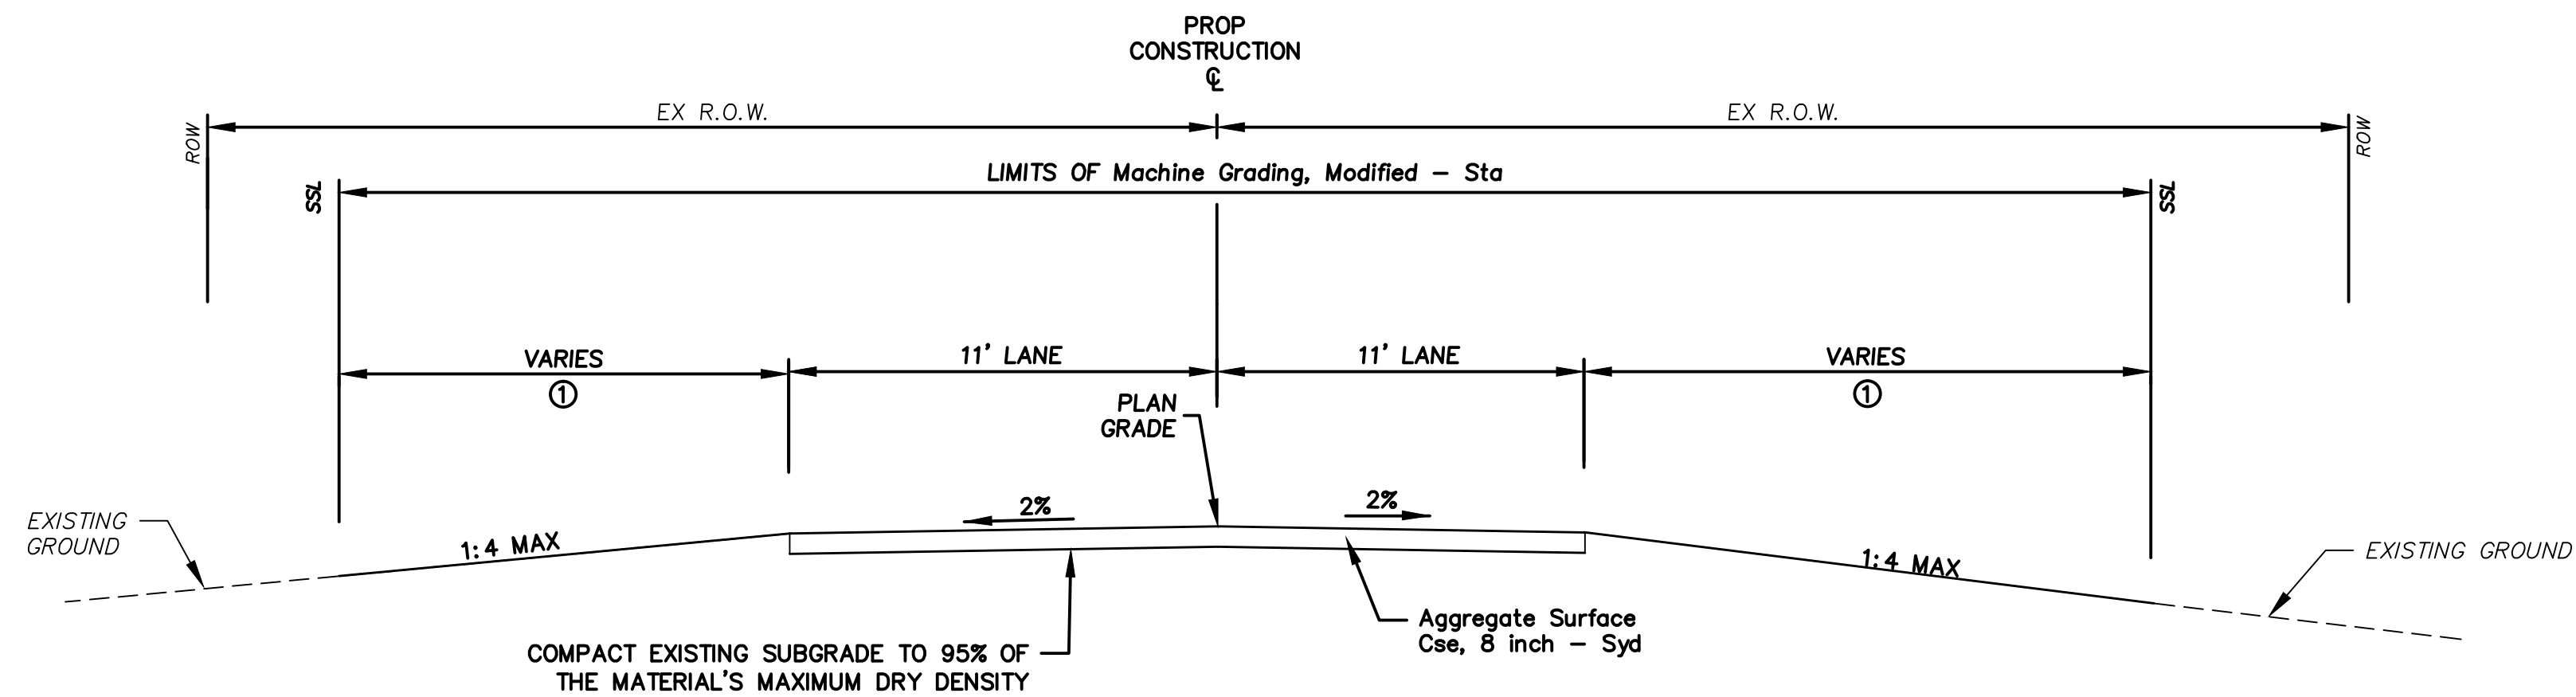 PROP
CONSTRUCTION
℄
EX R.O.W.
EX R.O.W.
ROW
ROW
LIMITS OF Machine Grading, Modified – Sta
SSL
SSL
VARIES
①
11' LANE
11' LANE
VARIES
①
PLAN
GRADE
2%
2%
EXISTING
GROUND
1:4 MAX
1:4 MAX
EXISTING GROUND
Aggregate Surface
Cse, 8 inch – Syd
COMPACT EXISTING SUBGRADE TO 95% OF
THE MATERIAL'S MAXIMUM DRY DENSITY